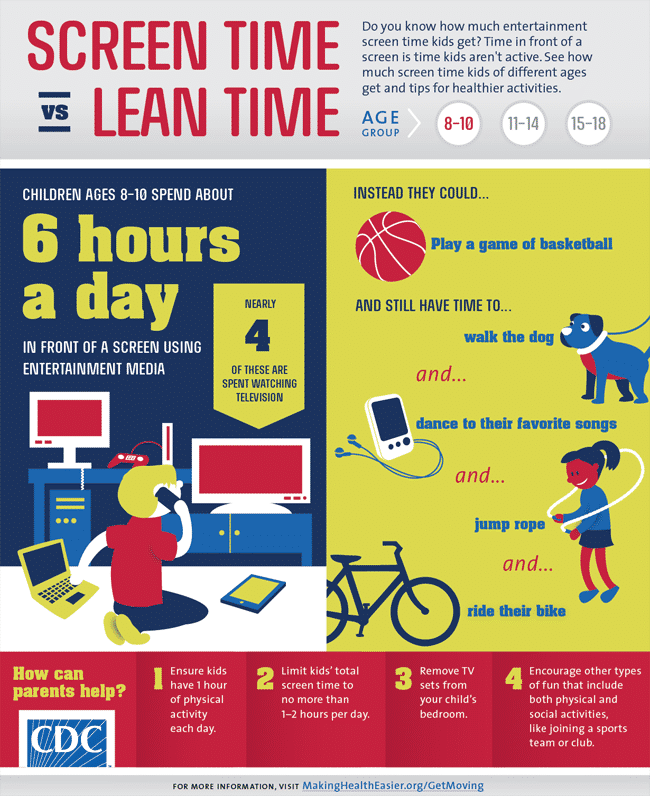 SCREEN TIME
vs LEAN TIME
Do you know how much entertainment
screen time kids get? Time in front of a
screen is time kids aren't active. See how
much screen time kids of different ages
get and tips for healthier activities.
AGE
GROUP
8–10
11–14
15–18
CHILDREN AGES 8–10 SPEND ABOUT
6 hours
a day
IN FRONT OF A SCREEN USING
ENTERTAINMENT MEDIA
NEARLY
4
OF THESE ARE
SPENT WATCHING
TELEVISION
INSTEAD THEY COULD...
Play a game of basketball
AND STILL HAVE TIME TO...
walk the dog
and...
dance to their favorite songs
and...
jump rope
and...
ride their bike
How can
parents help?
CDC
1 Ensure kids
have 1 hour
of physical
activity
each day.
2 Limit kids' total
screen time to
no more than
1–2 hours per day.
3 Remove TV
sets from
your child's
bedroom.
4 Encourage other types
of fun that include
both physical and
social activities,
like joining a sports
team or club.
FOR MORE INFORMATION, VISIT MakingHealthEasier.org/GetMoving